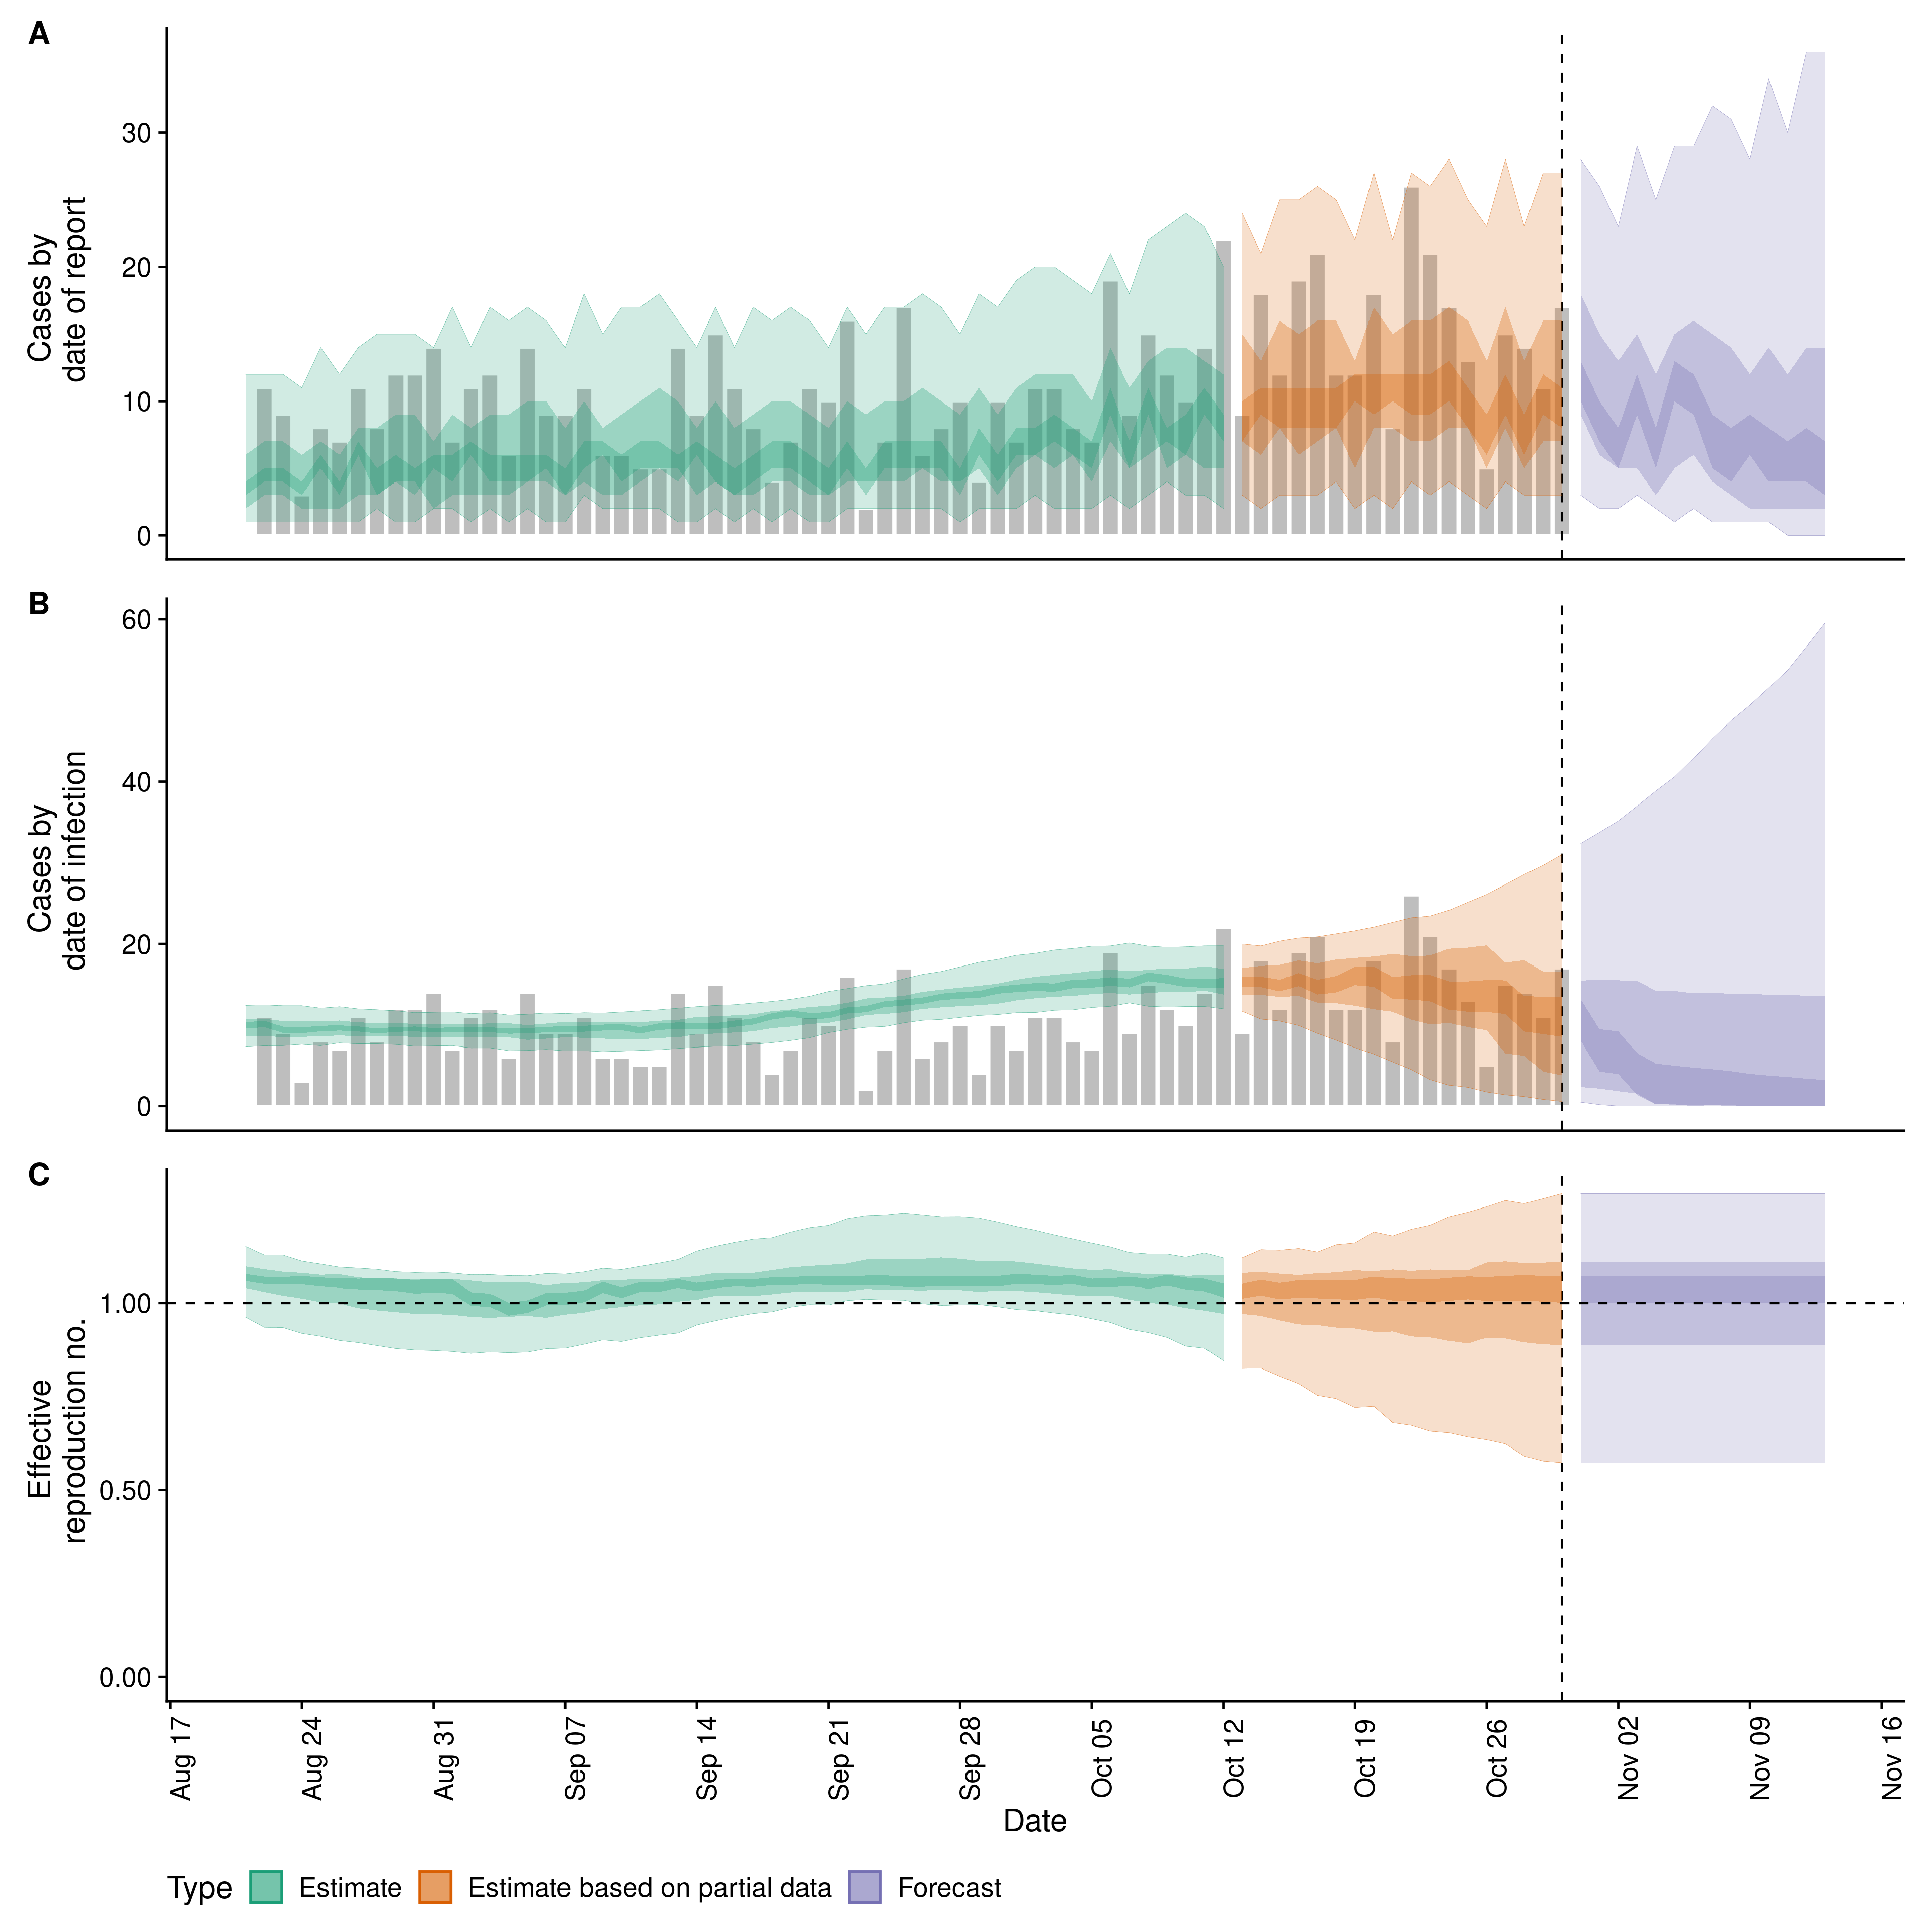 A
30
20
10
0
Cases by
date of report
B
60
40
20
0
Cases by
date of infection
C
1.00
0.50
0.00
Effective
reproduction no.
Aug 17
Aug 24
Aug 31
Sep 07
Sep 14
Sep 21
Sep 28
Oct 05
Oct 12
Oct 19
Oct 26
Nov 02
Nov 09
Nov 16
Date
Type Estimate Estimate based on partial data Forecast